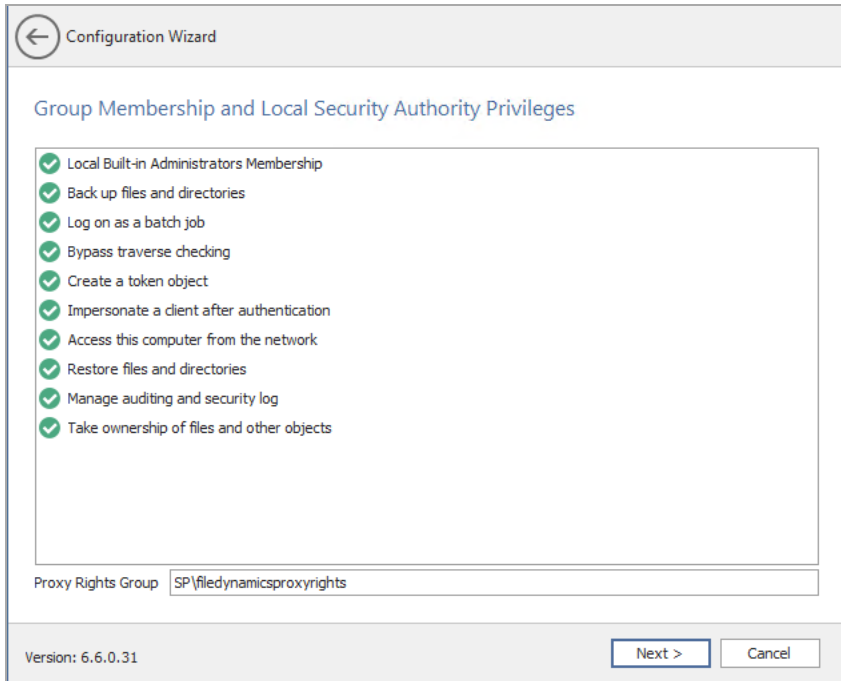 Configuration Wizard
Group Membership and Local Security Authority Privileges
Local Built-in Administrators Membership
Back up files and directories
Log on as a batch job
Bypass traverse checking
Create a token object
Impersonate a client after authentication
Access this computer from the network
Restore files and directories
Manage auditing and security log
Take ownership of files and other objects
Proxy Rights Group SP\filedynamicsproxyrights
Version: 6.6.0.31 Next > Cancel